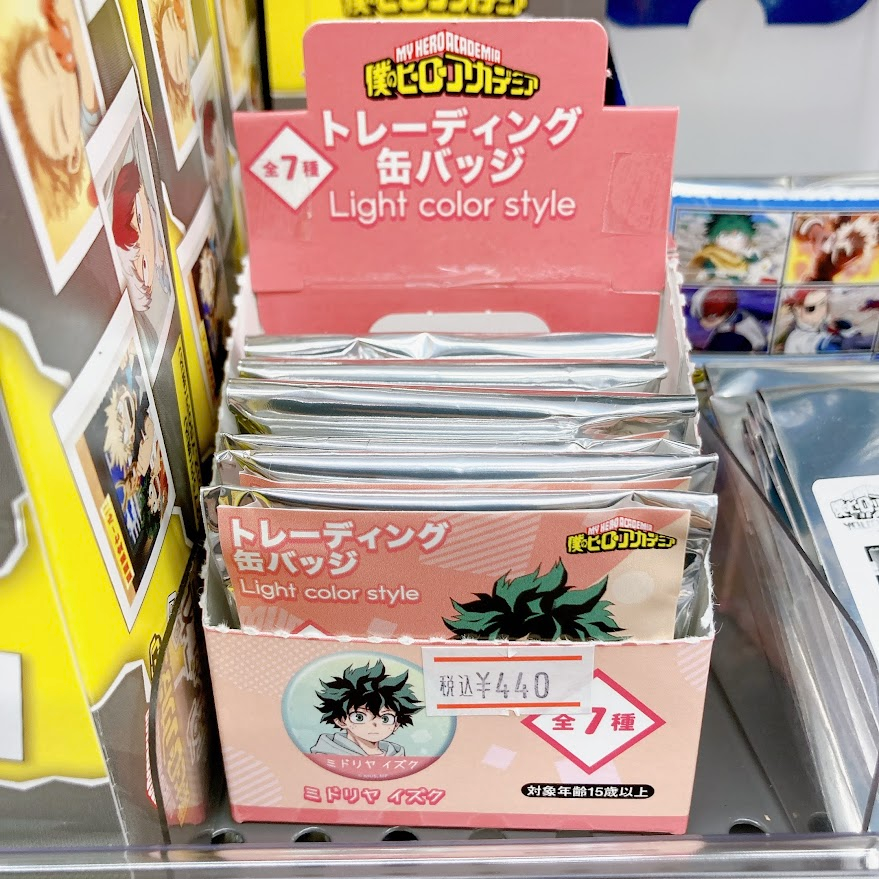 MY HERO ACADEMIA
僕のヒーローアカデミア
トレーディング
缶バッジ
全7種
Light color style
トレーディング
缶バッジ
Light color style
MY HERO ACADEMIA
僕のヒーローアカデミア
税込¥440
全7種
ミドリヤ イズク
ミドリヤ イズク
対象年齢15歳以上